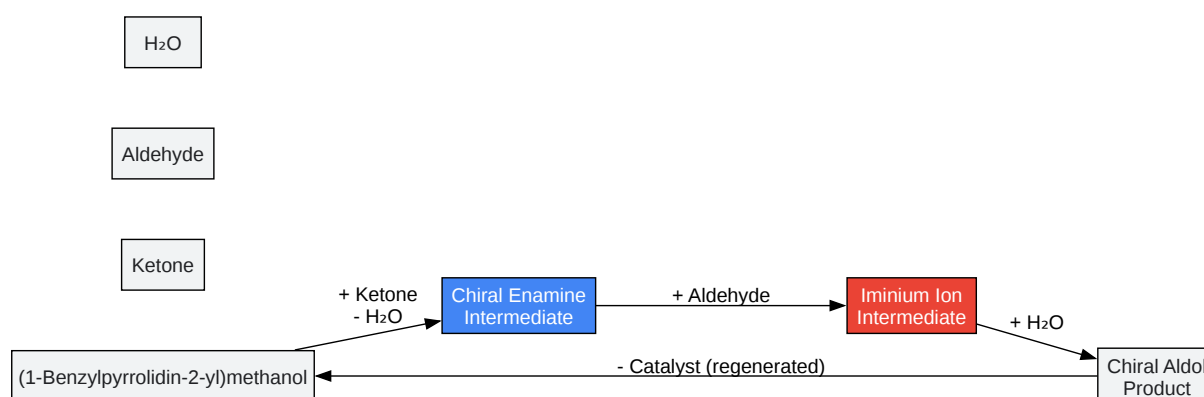 H₂O
Aldehyde
Ketone
+ Ketone
- H₂O
Chiral Enamine
Intermediate
+ Aldehyde
Iminium Ion
Intermediate
+ H₂O
(1-Benzylpyrrolidin-2-yl)methanol
- Catalyst (regenerated)
Chiral Aldol
Product